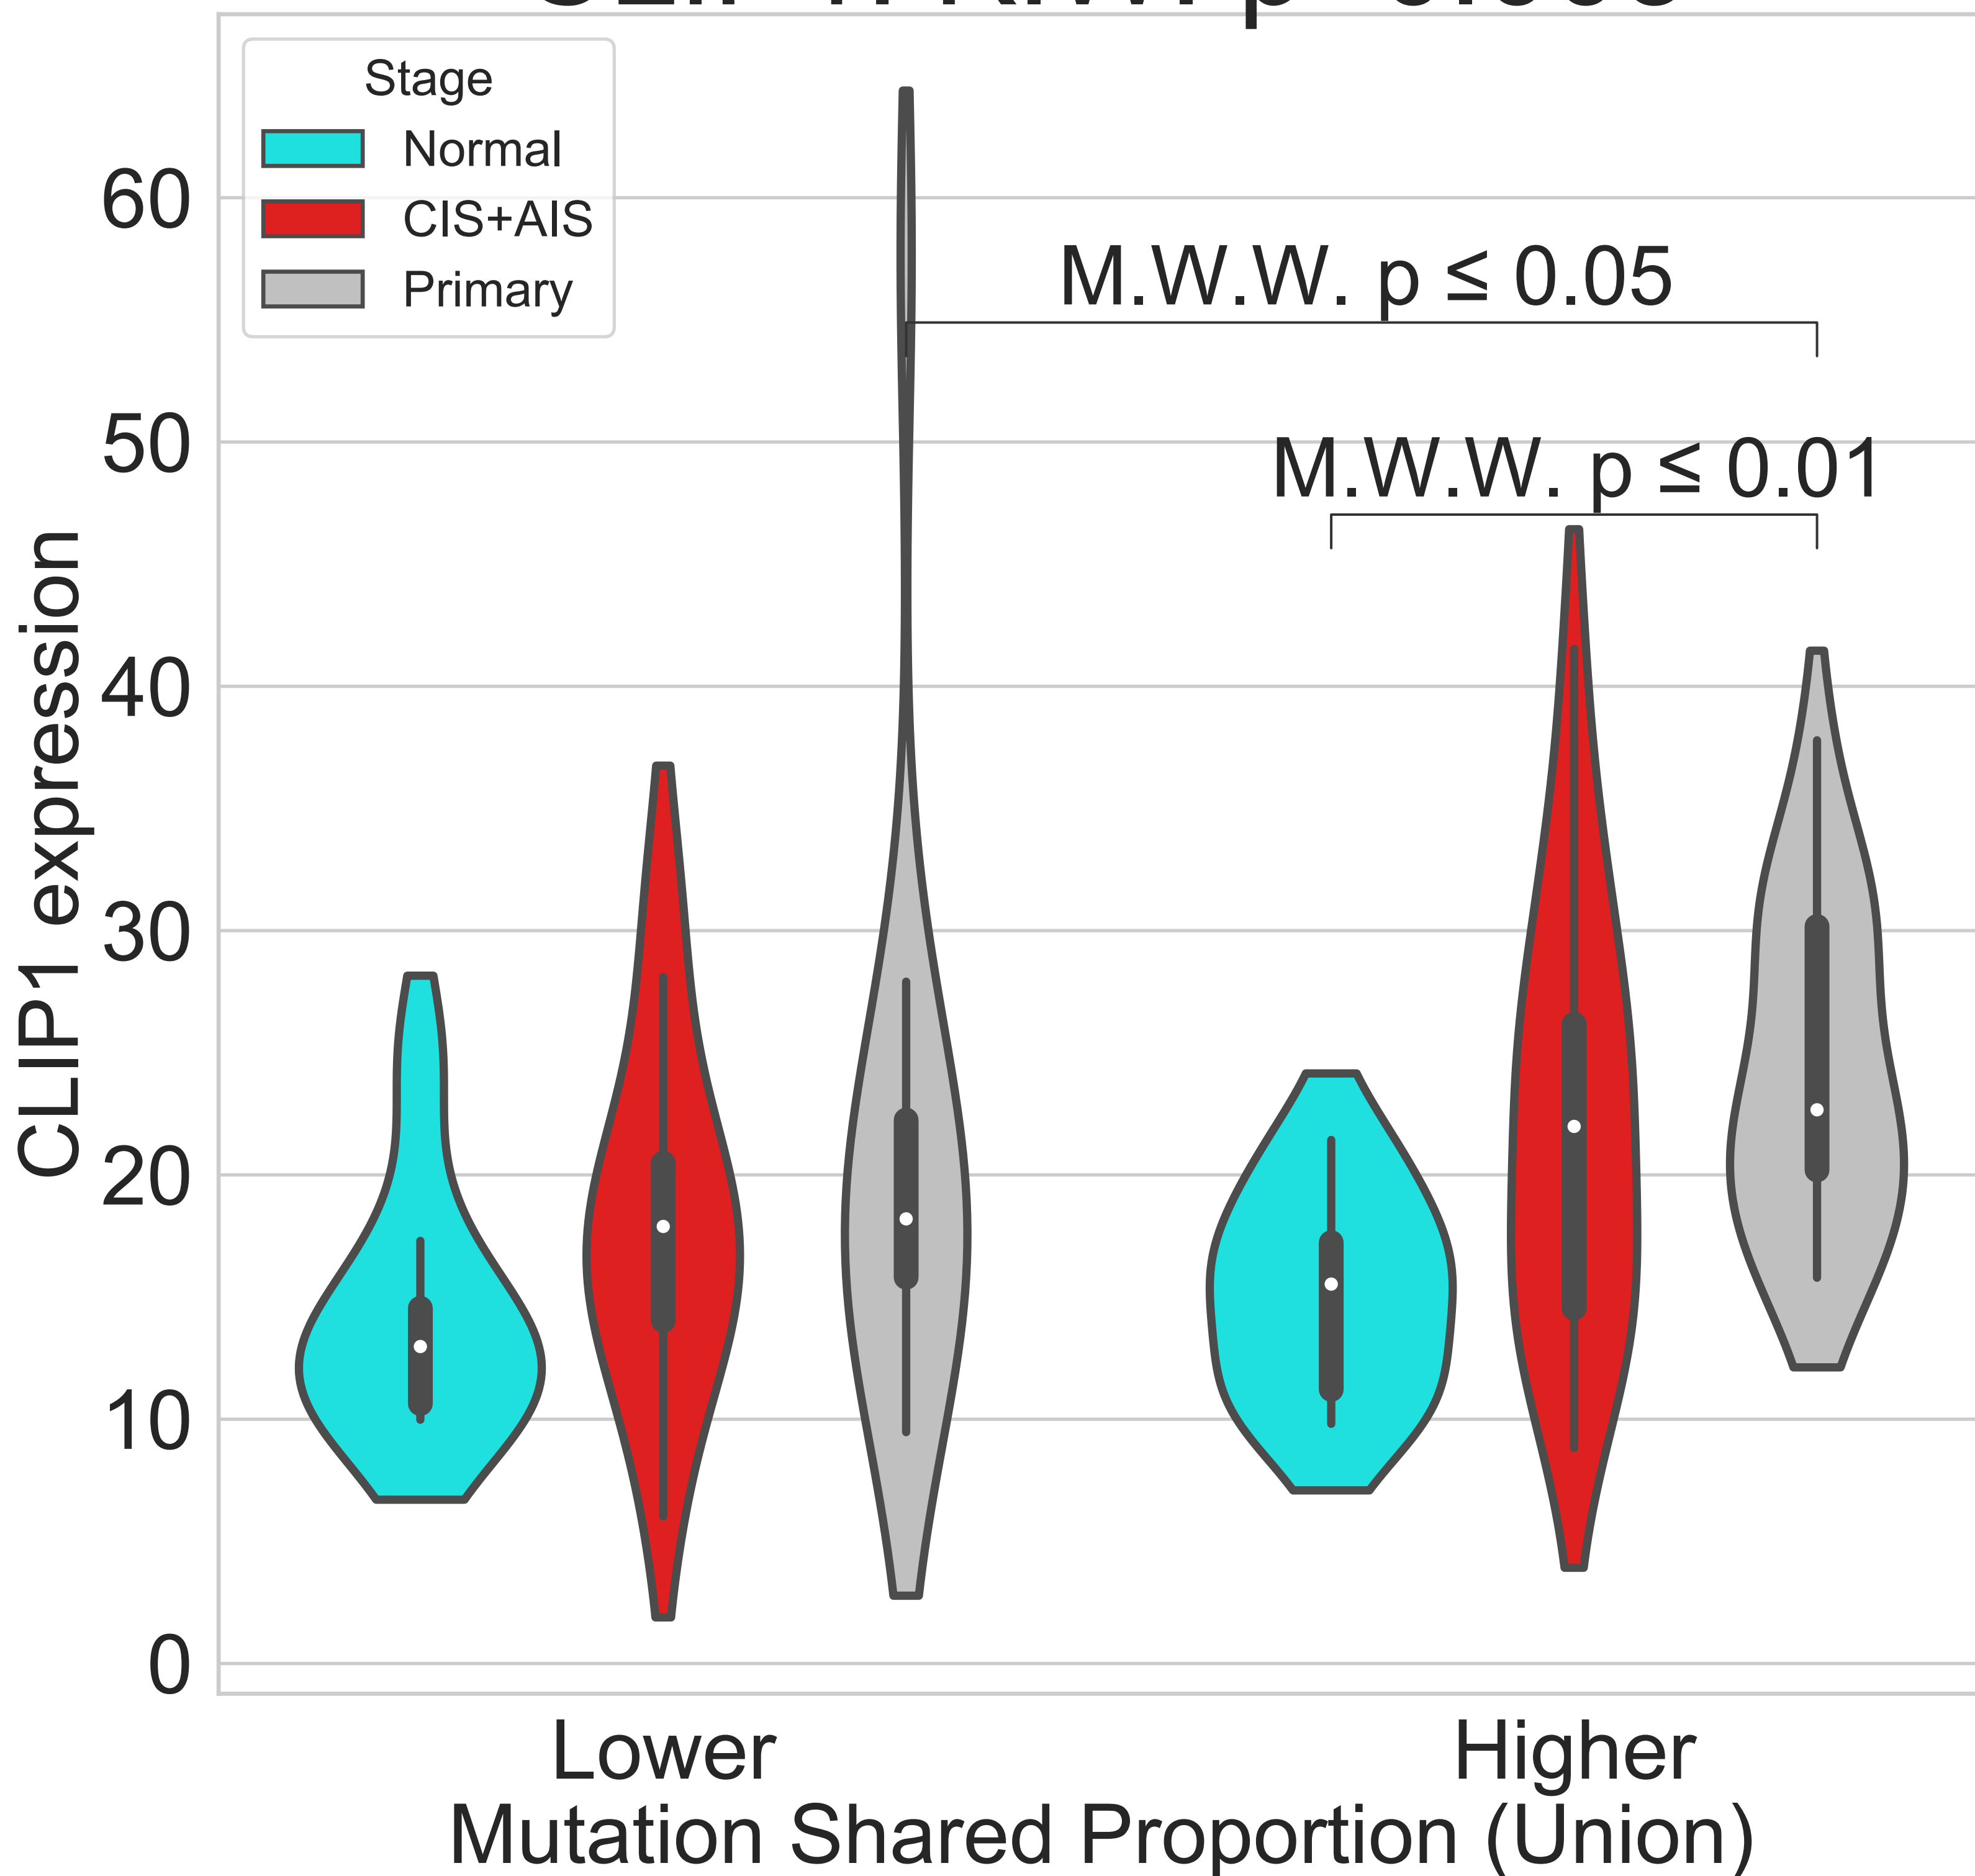 Stage
Normal
CIS+AIS
Primary
M.W.W. p ≤ 0.05
M.W.W. p ≤ 0.01
CLIP1 expression
60
50
40
30
20
10
0
Lower
Higher
Mutation Shared Proportion (Union)